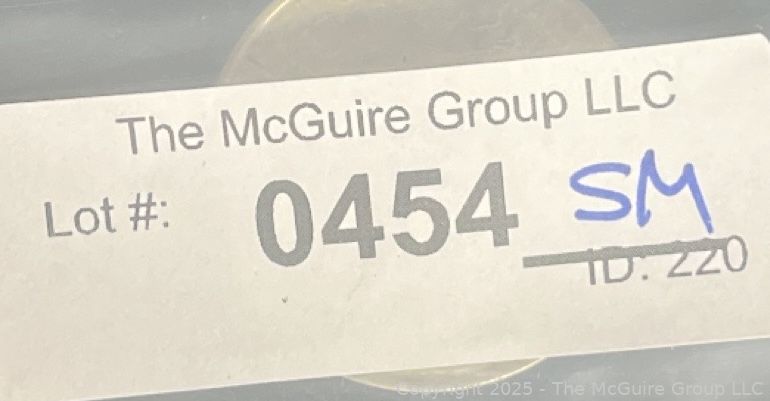 The McGuire Group LLC
Lot #: 0454 SM
ID: 220
Copyright 2025 - The McGuire Group LLC